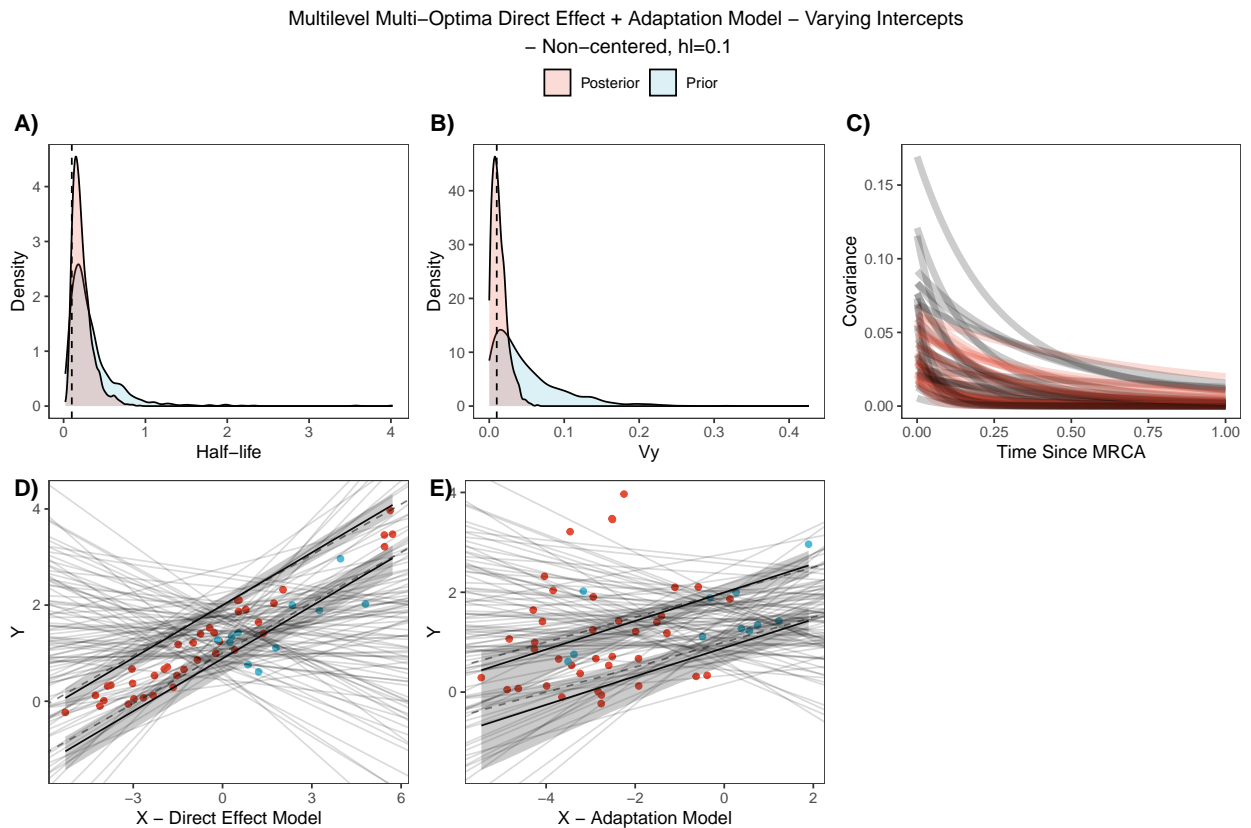 Multilevel Multi−Optima Direct Effect + Adaptation Model − Varying Intercepts
− Non−centered, hl=0.1
Posterior Prior
A) B) C)
Density
4
3
2
1
0
0 1 2 3 4
Half−life
Density
40
30
20
10
0
0.0 0.1 0.2 0.3 0.4
Vy
Covariance
0.15
0.10
0.05
0.00
0.00 0.25 0.50 0.75 1.00
Time Since MRCA
D) E)
Y
4
2
0
−3 0 3 6
X − Direct Effect Model
Y
4
2
0
−4 −2 0 2
X − Adaptation Model